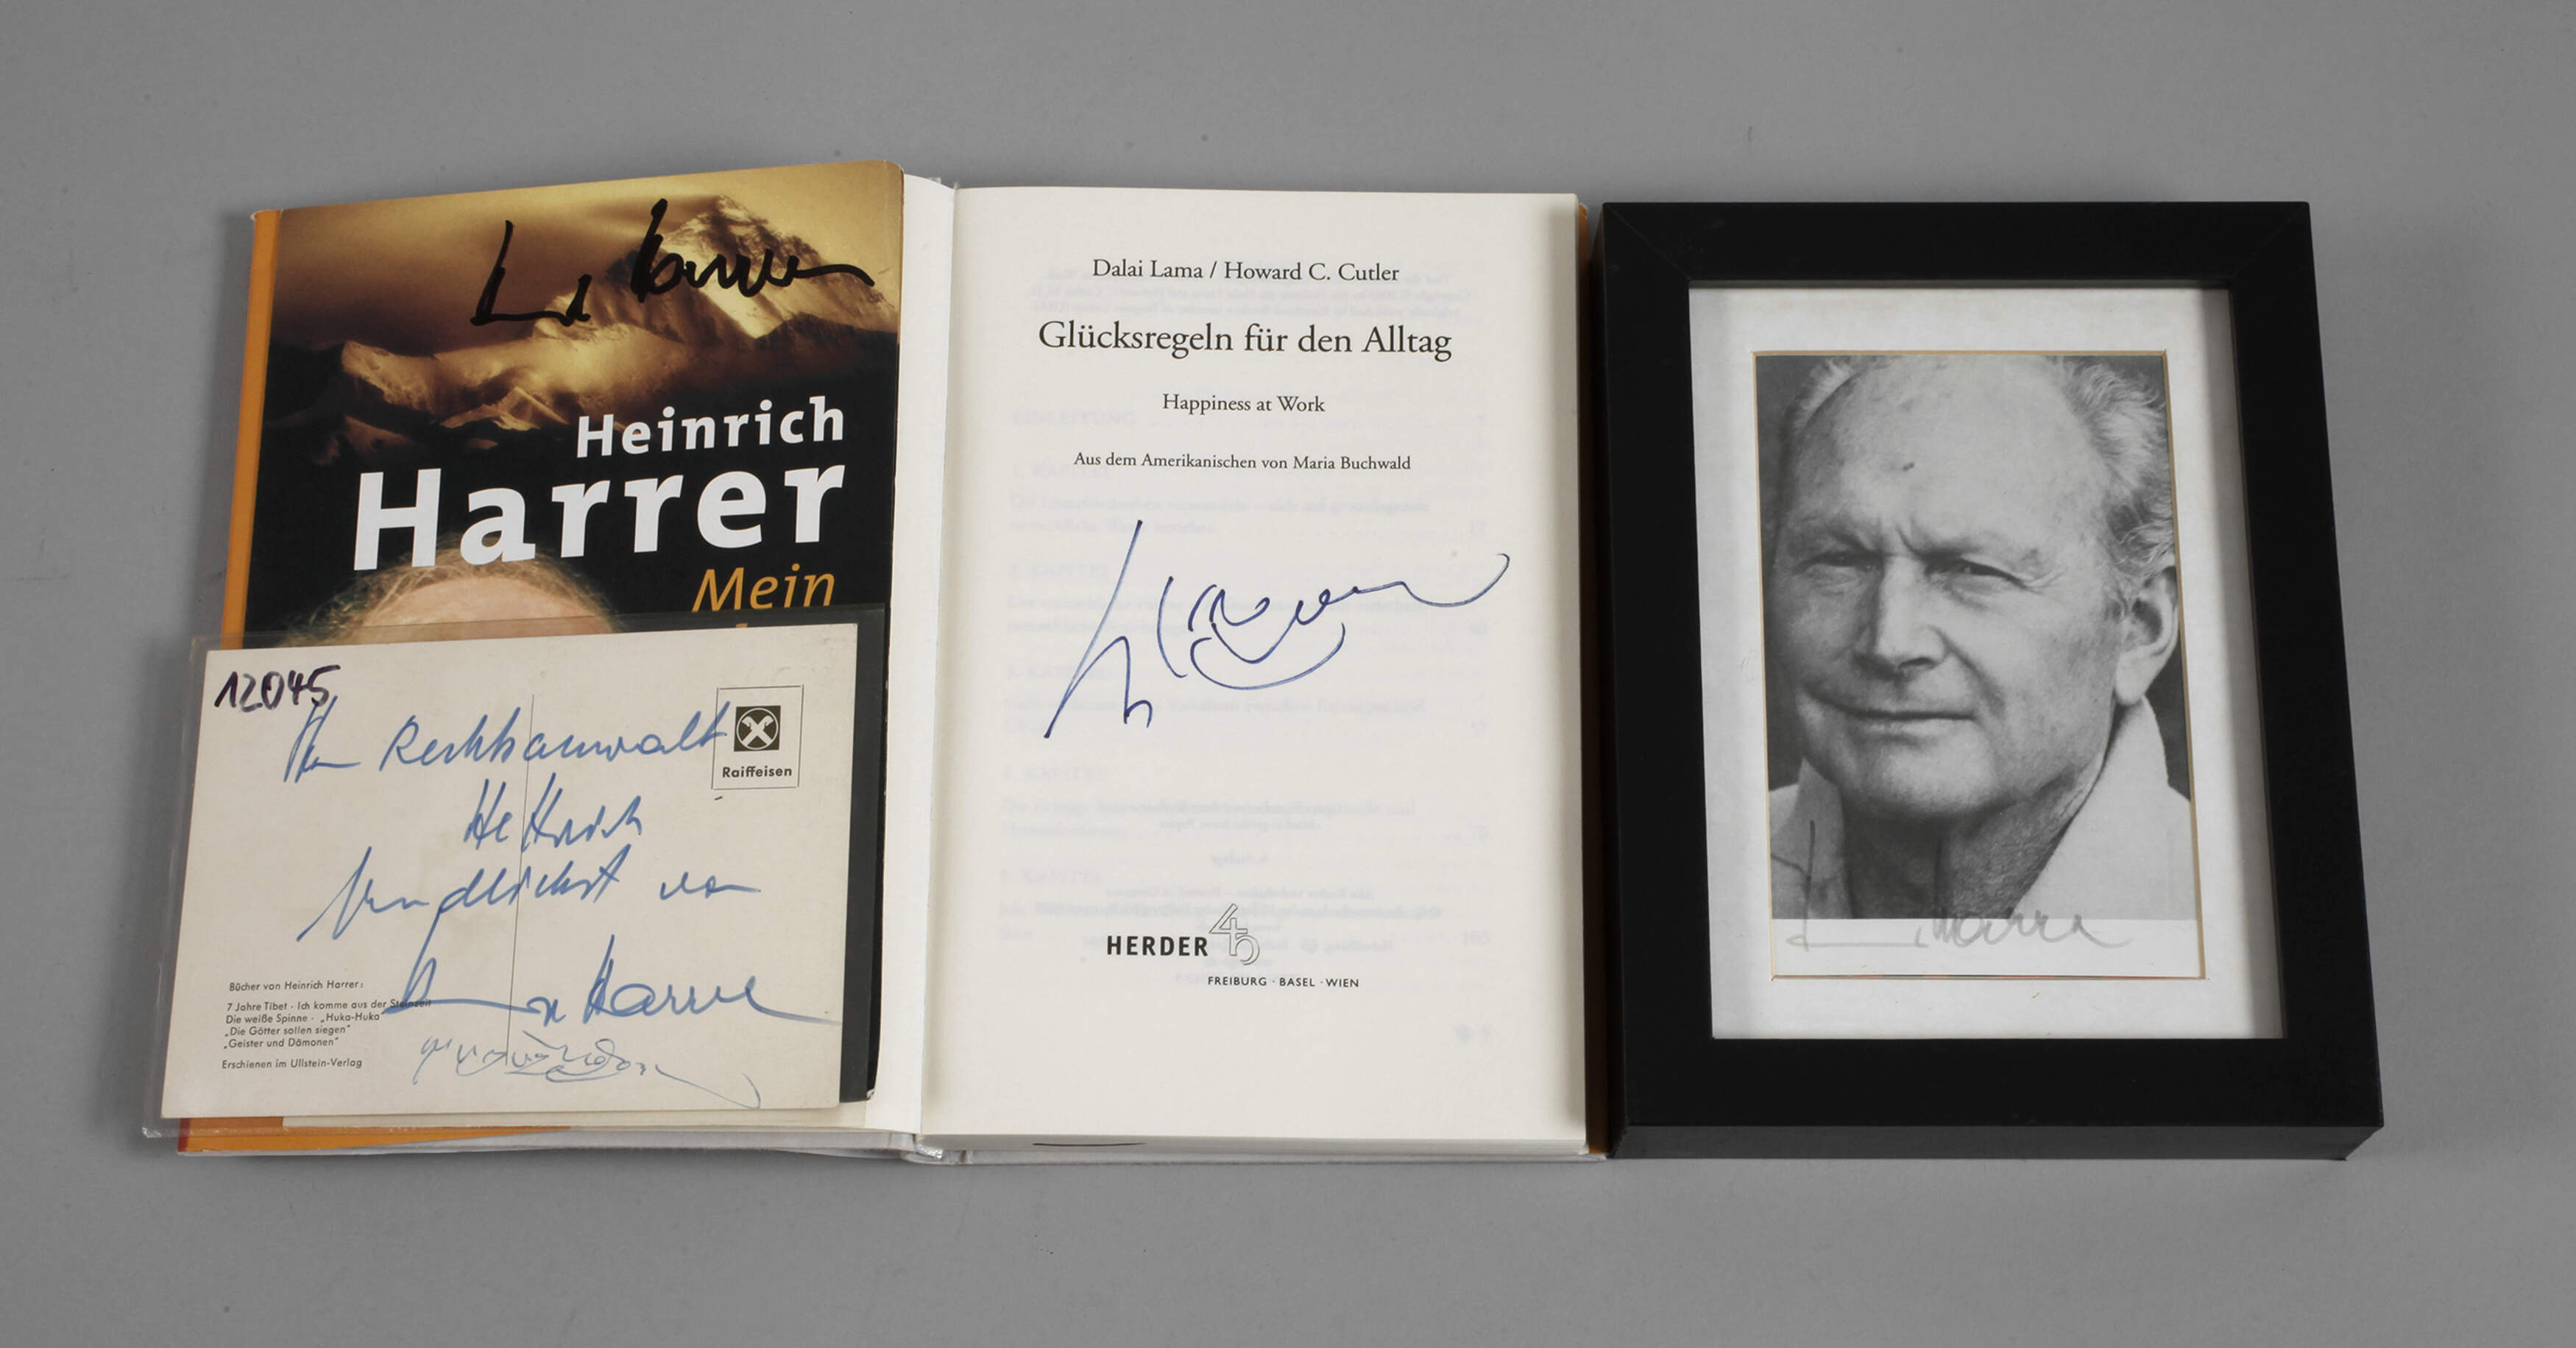 Heinrich
Harrer
Mein
12045
Rechtsanwalt
Raiffeisen
von
Harrer
Bücher von Heinrich Harrer:
7 Jahre Tibet · Ich komme aus der Steinzeit
Die weiße Spinne · „Huka-Huka“
„Die Götter sollen siegen“
„Geister und Dämonen“
Erschienen im Ullstein-Verlag
Dalai Lama / Howard C. Cutler
Glücksregeln für den Alltag
Happiness at Work
Aus dem Amerikanischen von Maria Buchwald
HERDER
FREIBURG · BASEL · WIEN